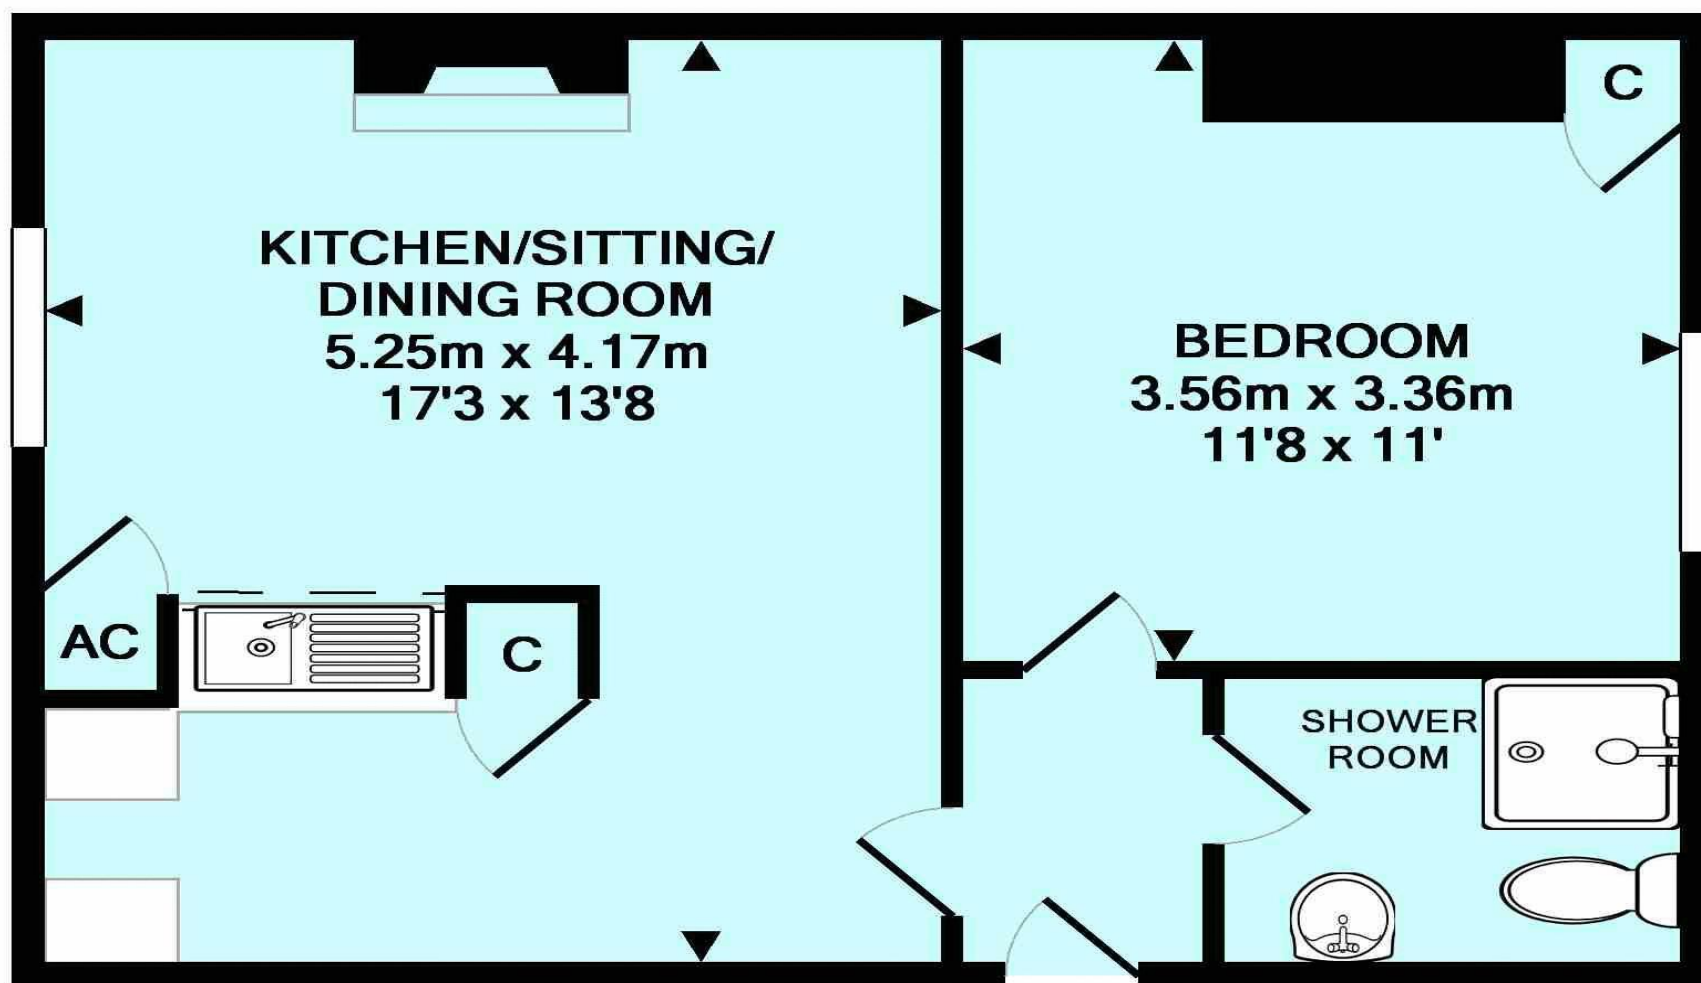 KITCHEN/SITTING/
DINING ROOM
5.25m x 4.17m
17'3 x 13'8
C
BEDROOM
3.56m x 3.36m
11'8 x 11'
AC
C
SHOWER
ROOM